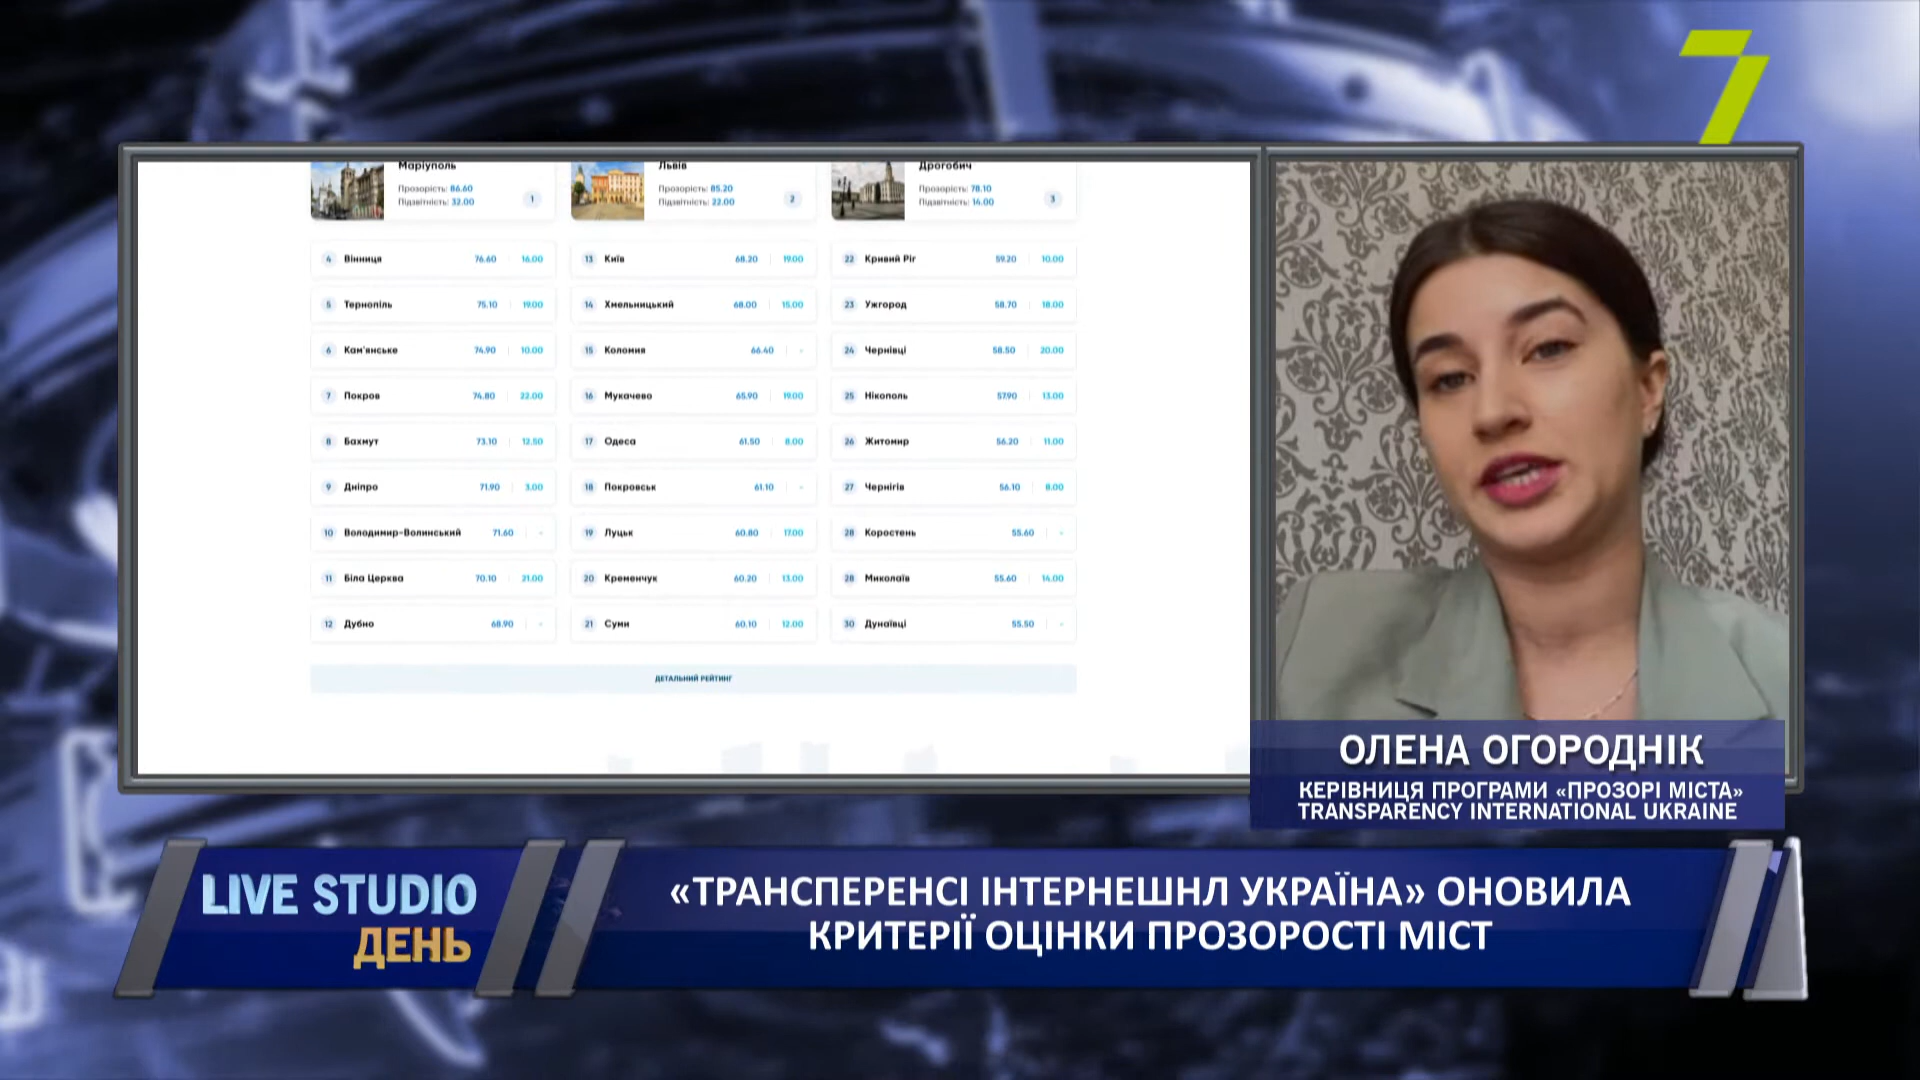 7
Маріуполь
Прозорість: 86.60
Підзвітність: 32.00
1
Львів
Прозорість: 85.20
Підзвітність: 22.00
2
Дрогобич
Прозорість: 78.10
Підзвітність: 14.00
3
4 Вінниця 76.60 16.00
5 Тернопіль 75.10 19.00
6 Кам'янське 74.90 10.00
7 Покров 74.80 22.00
8 Бахмут 73.10 12.50
9 Дніпро 71.90 3.00
10 Володимир-Волинський 71.60 -
11 Біла Церква 70.10 21.00
12 Дубно 68.90 -
13 Київ 68.20 19.00
14 Хмельницький 68.00 15.00
15 Коломия 66.40 -
16 Мукачево 65.90 19.00
17 Одеса 61.50 8.00
18 Покровськ 61.10 -
19 Луцьк 60.80 17.00
20 Кременчук 60.20 13.00
21 Суми 60.10 12.00
22 Кривий Ріг 59.20 10.00
23 Ужгород 58.70 18.00
24 Чернівці 58.50 20.00
25 Нікополь 57.90 13.00
26 Житомир 56.20 11.00
27 Чернігів 56.10 8.00
28 Коростень 55.60 -
28 Миколаїв 55.60 14.00
30 Дунаївці 55.50 -
ДЕТАЛЬНИЙ РЕЙТИНГ
ОЛЕНА ОГОРОДНІК
КЕРІВНИЦЯ ПРОГРАМИ «ПРОЗОРІ МІСТА»
TRANSPARENCY INTERNATIONAL UKRAINE
LIVE STUDIO
ДЕНЬ
«ТРАНСПЕРЕНСІ ІНТЕРНЕШНЛ УКРАЇНА» ОНОВИЛА
КРИТЕРІЇ ОЦІНКИ ПРОЗОРОСТІ МІСТ